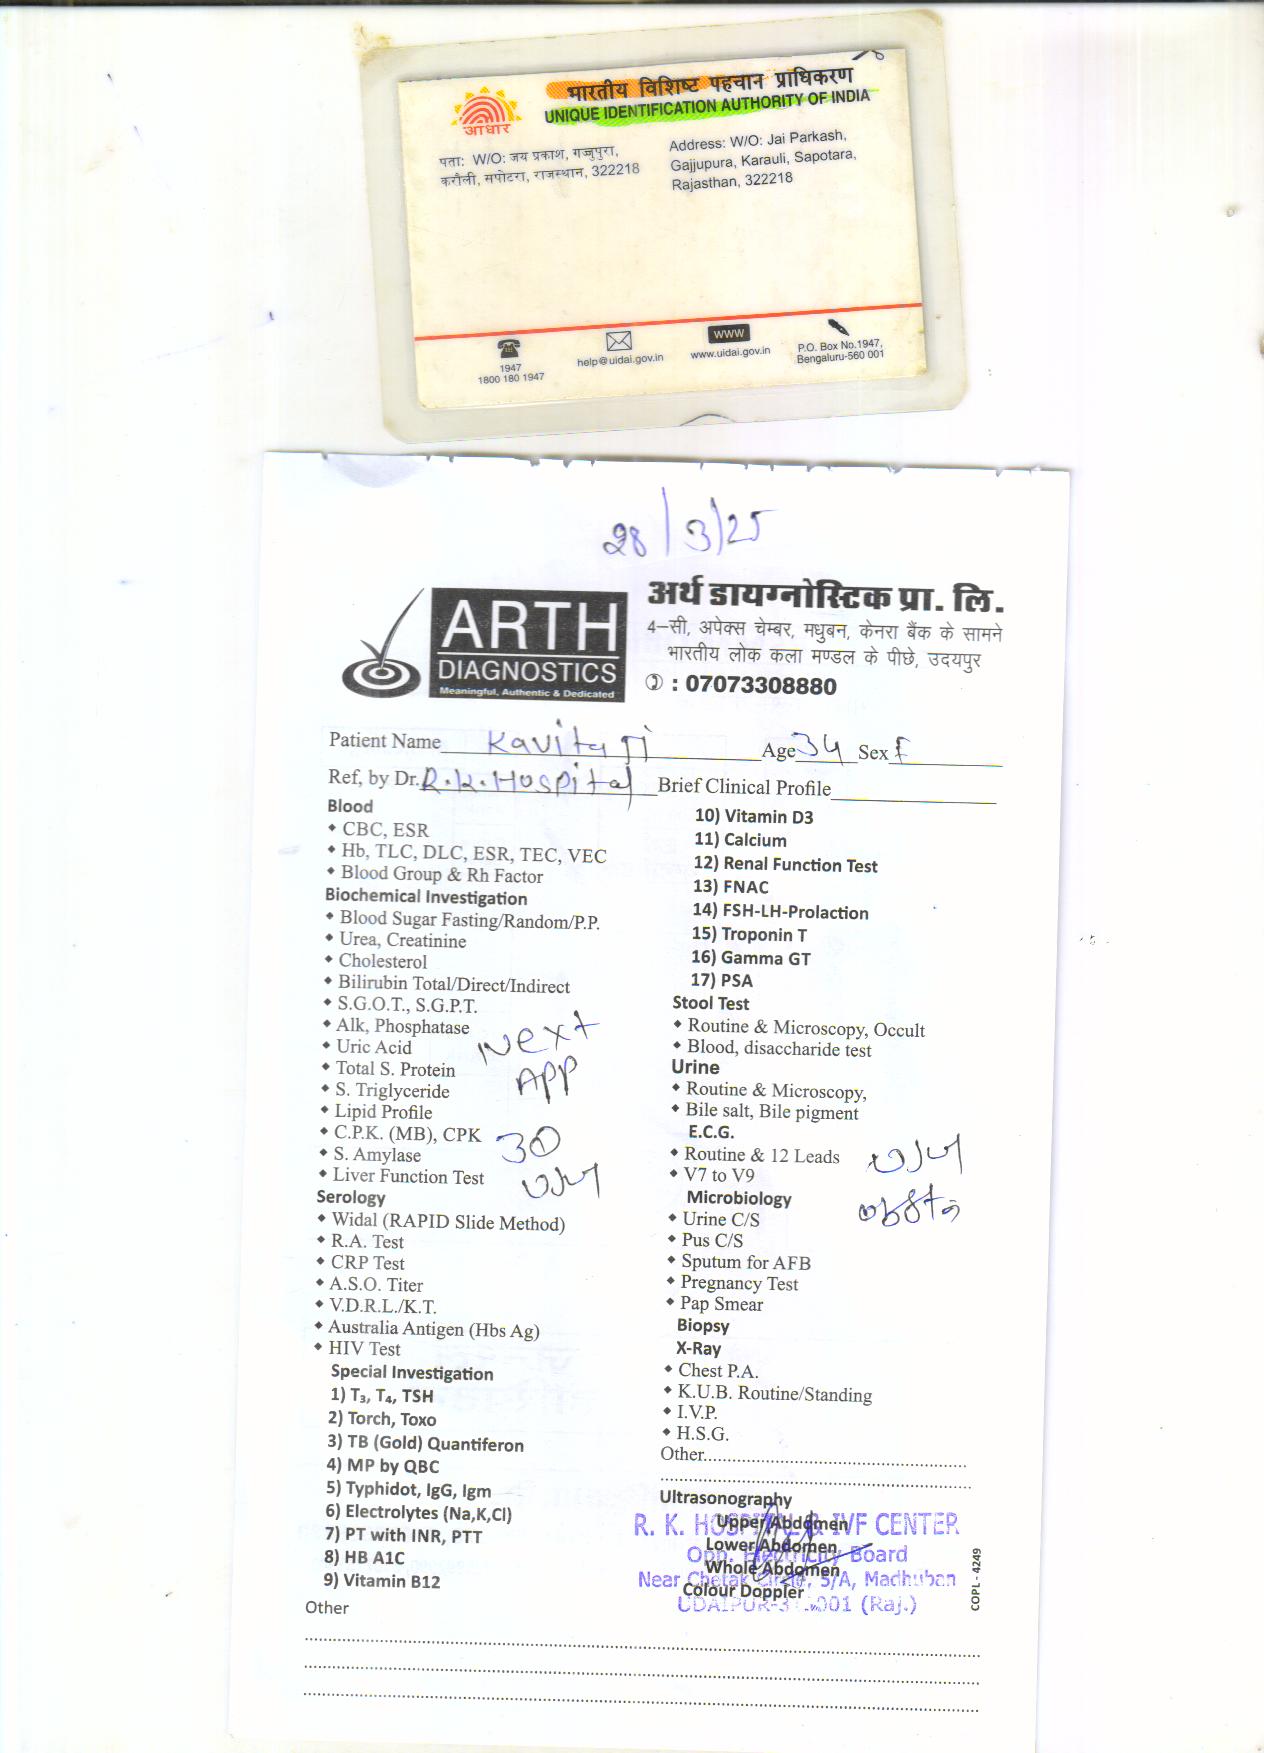 भारतीय विशिष्ट पहचान प्राधिकरण
UNIQUE IDENTIFICATION AUTHORITY OF INDIA
आधार
पता: W/O: जय प्रकाश, गज्जुपुरा,
करौली, सपोटरा, राजस्थान, 322218
Address: W/O: Jai Parkash,
Gajjupura, Karauli, Sapotara,
Rajasthan, 322218
1947
1800 180 1947
help@uidai.gov.in
www
www.uidai.gov.in
P.O. Box No.1947,
Bengaluru-560 001
28/3/25
ARTH
DIAGNOSTICS
Meaningful, Authentic & Dedicated
अर्थ डायग्नोस्टिक प्रा. लि.
4-सी, अपेक्स चेम्बर, मधुबन, केनरा बैंक के सामने
भारतीय लोक कला मण्डल के पीछे, उदयपुर
: 07073308880
Patient Name Kavita ji Age 34 Sex F
Ref, by Dr. R.K. Hospital Brief Clinical Profile
Blood
CBC, ESR
Hb, TLC, DLC, ESR, TEC, VEC
Blood Group & Rh Factor
Biochemical Investigation
Blood Sugar Fasting/Random/P.P.
Urea, Creatinine
Cholesterol
Bilirubin Total/Direct/Indirect
S.G.O.T., S.G.P.T.
Alk, Phosphatase
Uric Acid
Total S. Protein
S. Triglyceride
Lipid Profile
C.P.K. (MB), CPK
S. Amylase
Liver Function Test
Next
APP
Serology
Widal (RAPID Slide Method)
R.A. Test
CRP Test
A.S.O. Titer
V.D.R.L./K.T.
Australia Antigen (Hbs Ag)
HIV Test
Special Investigation
1) T₃, T₄, TSH
2) Torch, Toxo
3) TB (Gold) Quantiferon
4) MP by QBC
5) Typhidot, IgG, Igm
6) Electrolytes (Na,K,Cl)
7) PT with INR, PTT
8) HB A1C
9) Vitamin B12
Other
10) Vitamin D3
11) Calcium
12) Renal Function Test
13) FNAC
14) FSH-LH-Prolaction
15) Troponin T
16) Gamma GT
17) PSA
Stool Test
Routine & Microscopy, Occult
Blood, disaccharide test
Urine
Routine & Microscopy,
Bile salt, Bile pigment
E.C.G.
Routine & 12 Leads
V7 to V9
Microbiology
Urine C/S
Pus C/S
Sputum for AFB
Pregnancy Test
Pap Smear
Biopsy
X-Ray
Chest P.A.
K.U.B. Routine/Standing
I.V.P.
H.S.G.
Other
Ultrasonography
Upper Abdomen
Lower Abdomen
Whole Abdomen
Colour Doppler
R. K. HOSPITAL & IVF CENTER
Opp. Electricity Board
Near Chetak Circle, 5/A, Madhuban
UDAIPUR- (Raj.)
COPL - 4249